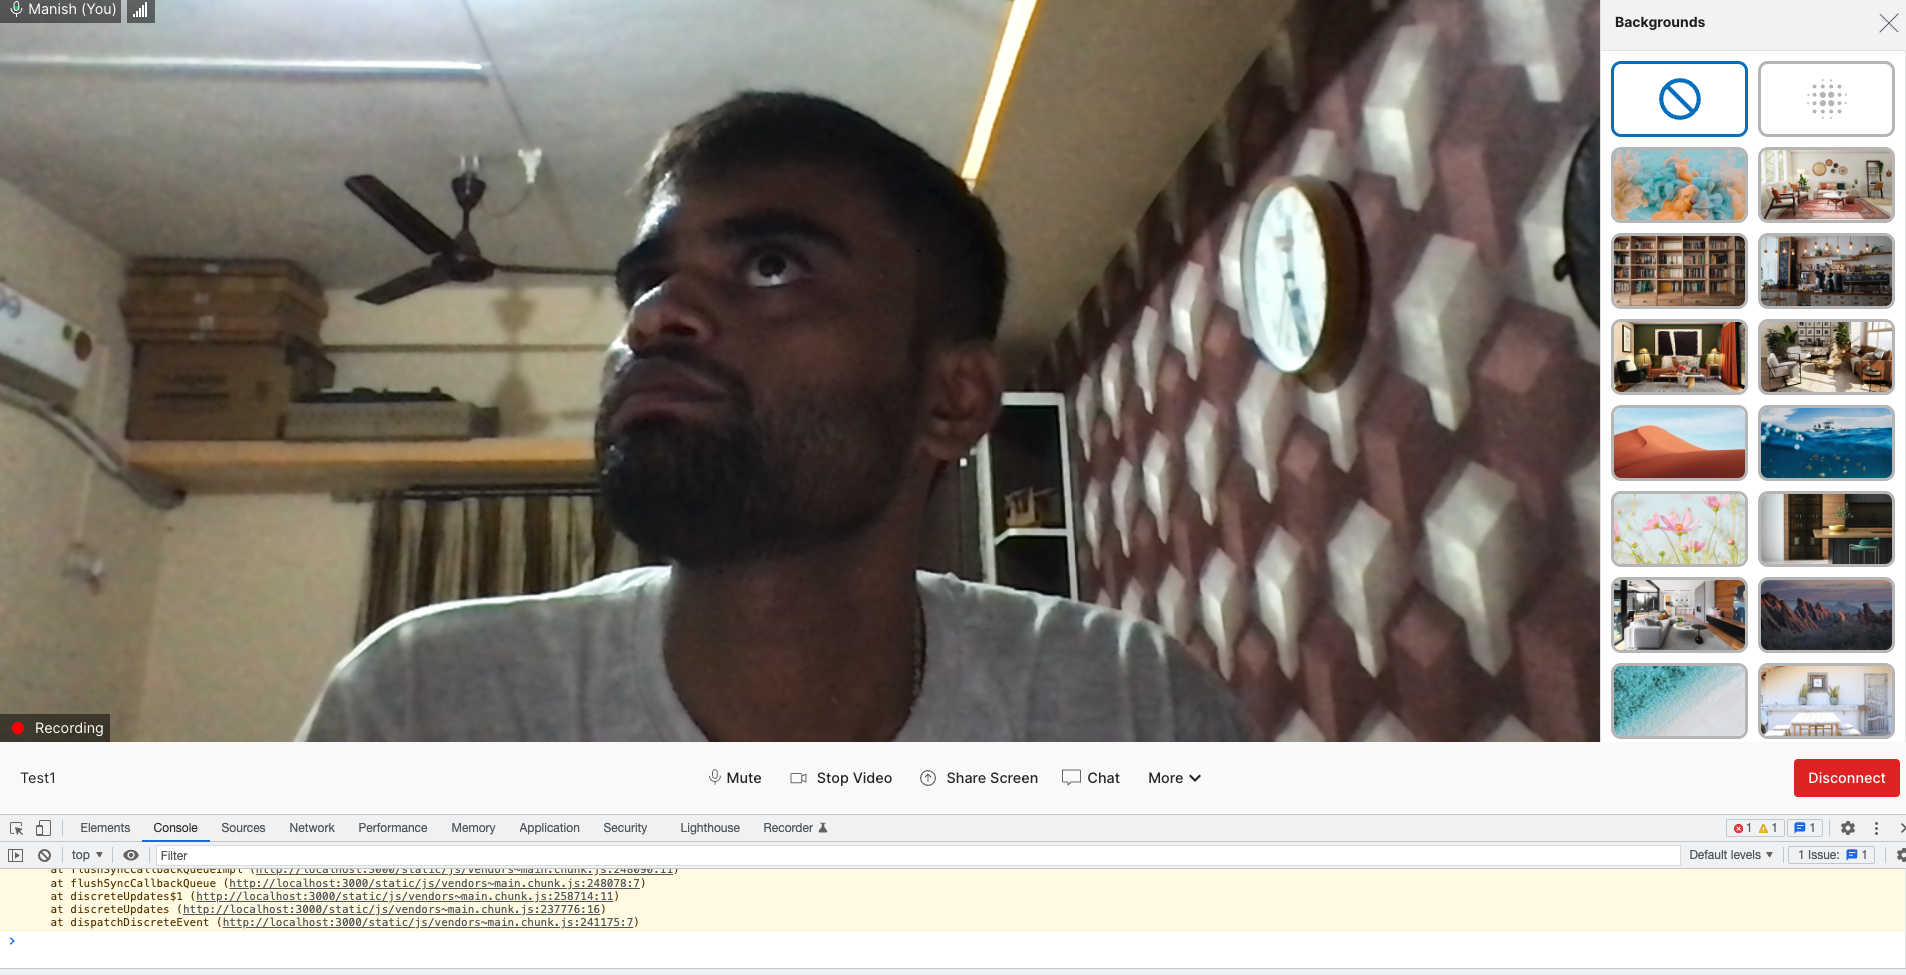 Manish (You)
Backgrounds
Recording
Test1
Mute
Stop Video
Share Screen
Chat
More
Disconnect
Elements
Console
Sources
Network
Performance
Memory
Application
Security
Lighthouse
Recorder
1
1
1
top
Filter
Default levels
1 Issue:
1
at flushSyncCallbackQueueImpl (http://localhost:3000/static/js/vendors~main.chunk.js:248090:11)
at flushSyncCallbackQueue (http://localhost:3000/static/js/vendors~main.chunk.js:248078:7)
at discreteUpdates$1 (http://localhost:3000/static/js/vendors~main.chunk.js:258714:11)
at discreteUpdates (http://localhost:3000/static/js/vendors~main.chunk.js:237776:16)
at dispatchDiscreteEvent (http://localhost:3000/static/js/vendors~main.chunk.js:241175:7)